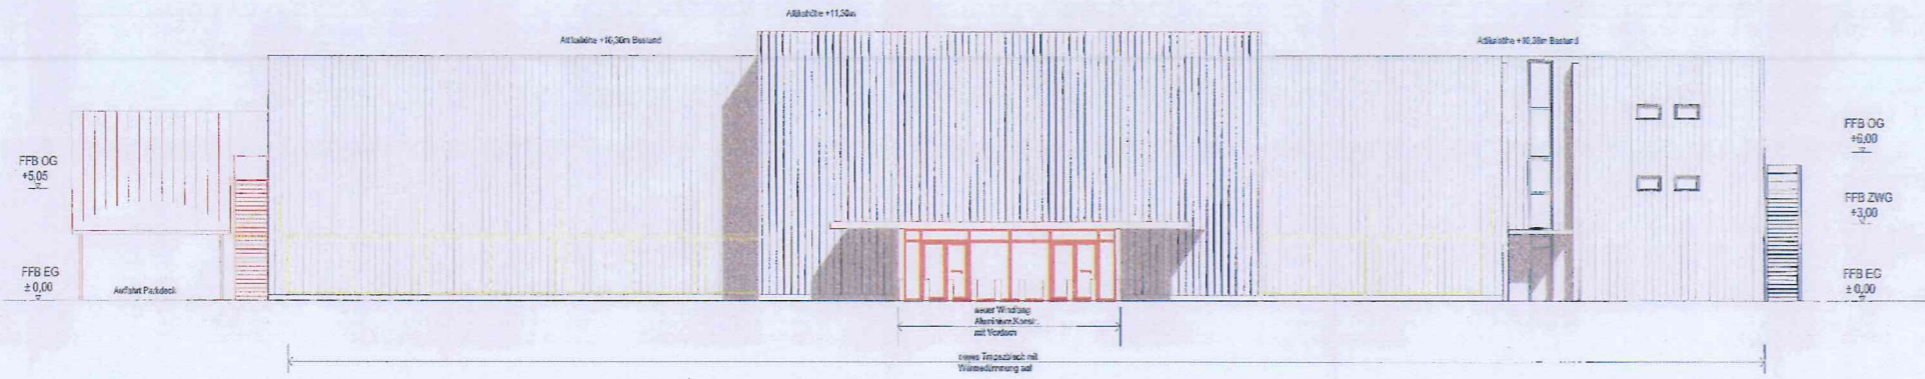 Attikahöhe +11,30m
Attikahöhe +10,30m Bestand
Attikahöhe +10,30m Bestand
FFB OG
+5,05
FFB EG
± 0,00
Auffahrt Parkdeck
FFB OG
+6,00
FFB ZWG
+3,00
FFB EG
± 0,00
neuer Windfang
Aluminium Konstr.
mit Vordach
neues Trapezblech mit
Wärmedämmung auf